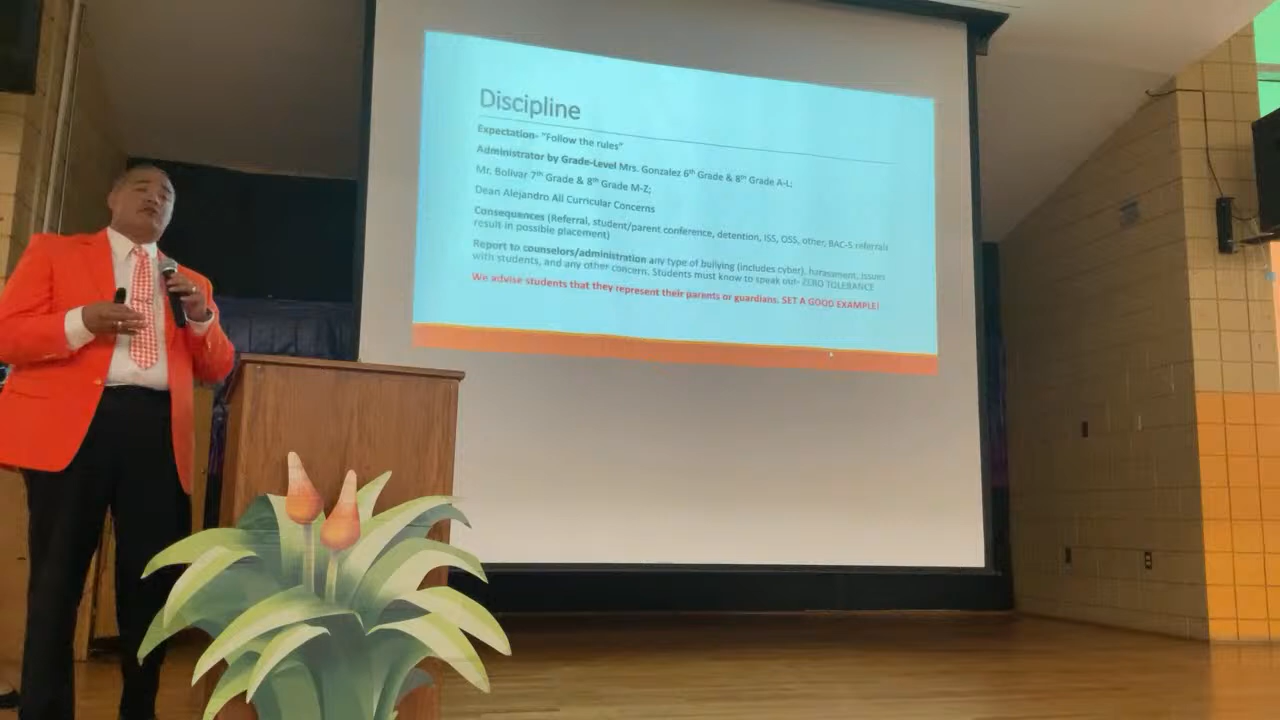 Discipline
Expectation- "Follow the rules"
Administrator by Grade-Level Mrs. Gonzalez 6th Grade & 8th Grade A-L;
Mr. Bolivar 7th Grade & 8th Grade M-Z;
Dean Alejandro All Curricular Concerns
Consequences (Referral, student/parent conference, detention, ISS, OSS, other, BAC-5 referrals
result in possible placement)
Report to counselors/administration any type of bullying (includes cyber), harassment, issues
with students, and any other concern. Students must know to speak out- ZERO TOLERANCE
We advise students that they represent their parents or guardians. SET A GOOD EXAMPLE!